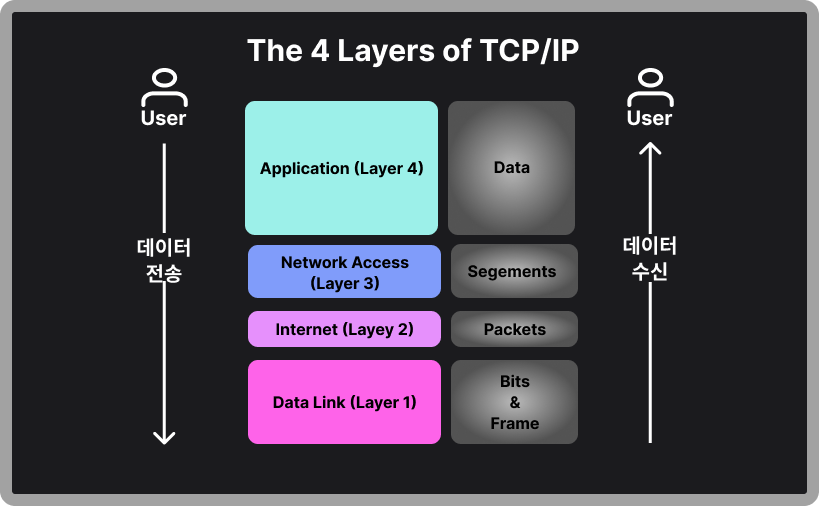 The 4 Layers of TCP/IP
User
User
Application (Layer 4)
Data
데이터
전송
데이터
수신
Network Access
(Layer 3)
Segements
Internet (Layey 2)
Packets
Data Link (Layer 1)
Bits
&
Frame